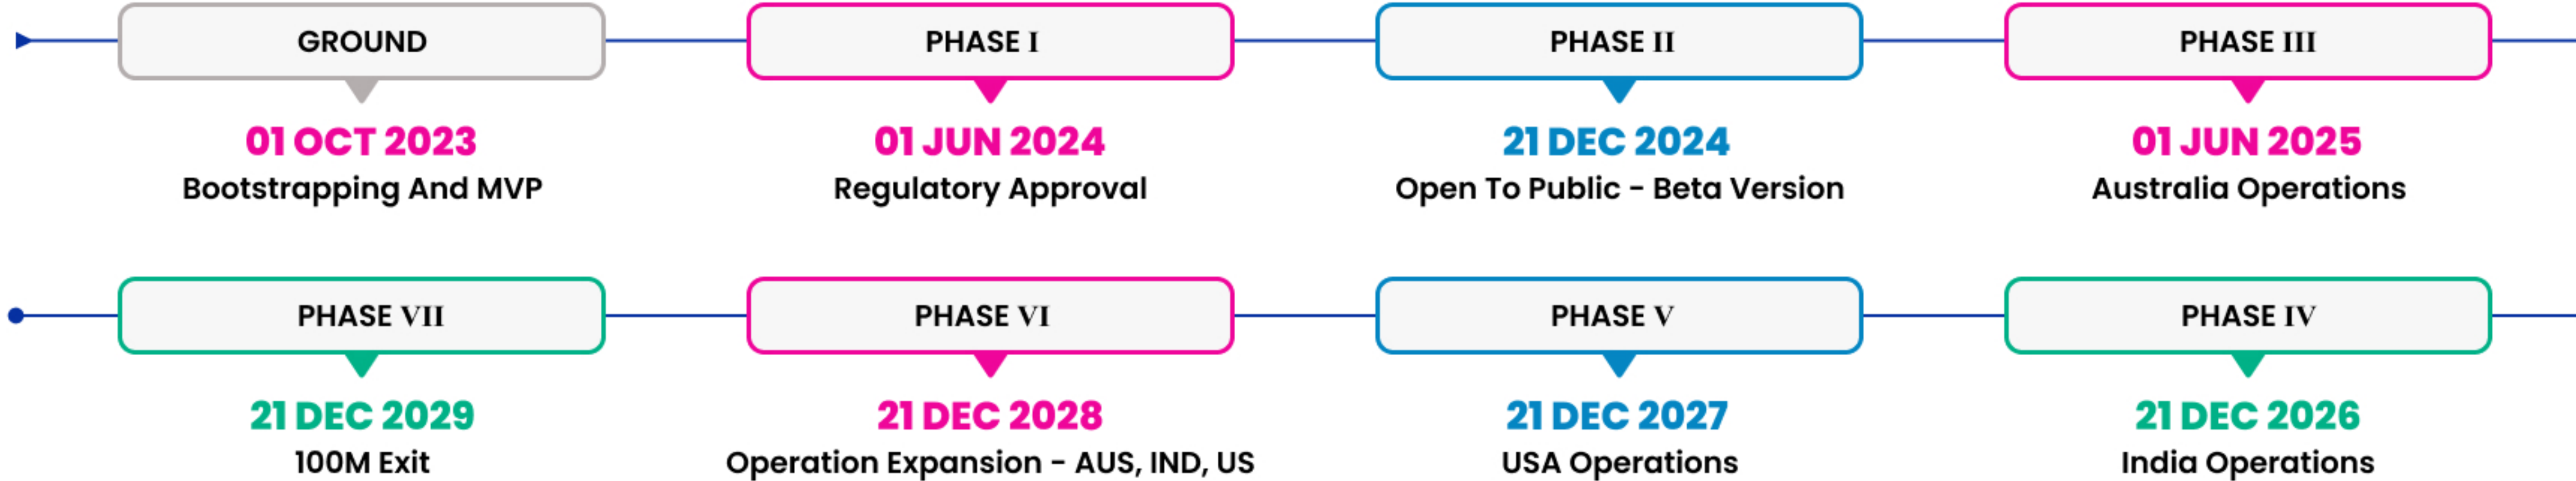 GROUND
01 OCT 2023
Bootstrapping And MVP
PHASE I
01 JUN 2024
Regulatory Approval
PHASE II
21 DEC 2024
Open To Public - Beta Version
PHASE III
01 JUN 2025
Australia Operations
PHASE VII
21 DEC 2029
100M Exit
PHASE VI
21 DEC 2028
Operation Expansion - AUS, IND, US
PHASE V
21 DEC 2027
USA Operations
PHASE IV
21 DEC 2026
India Operations